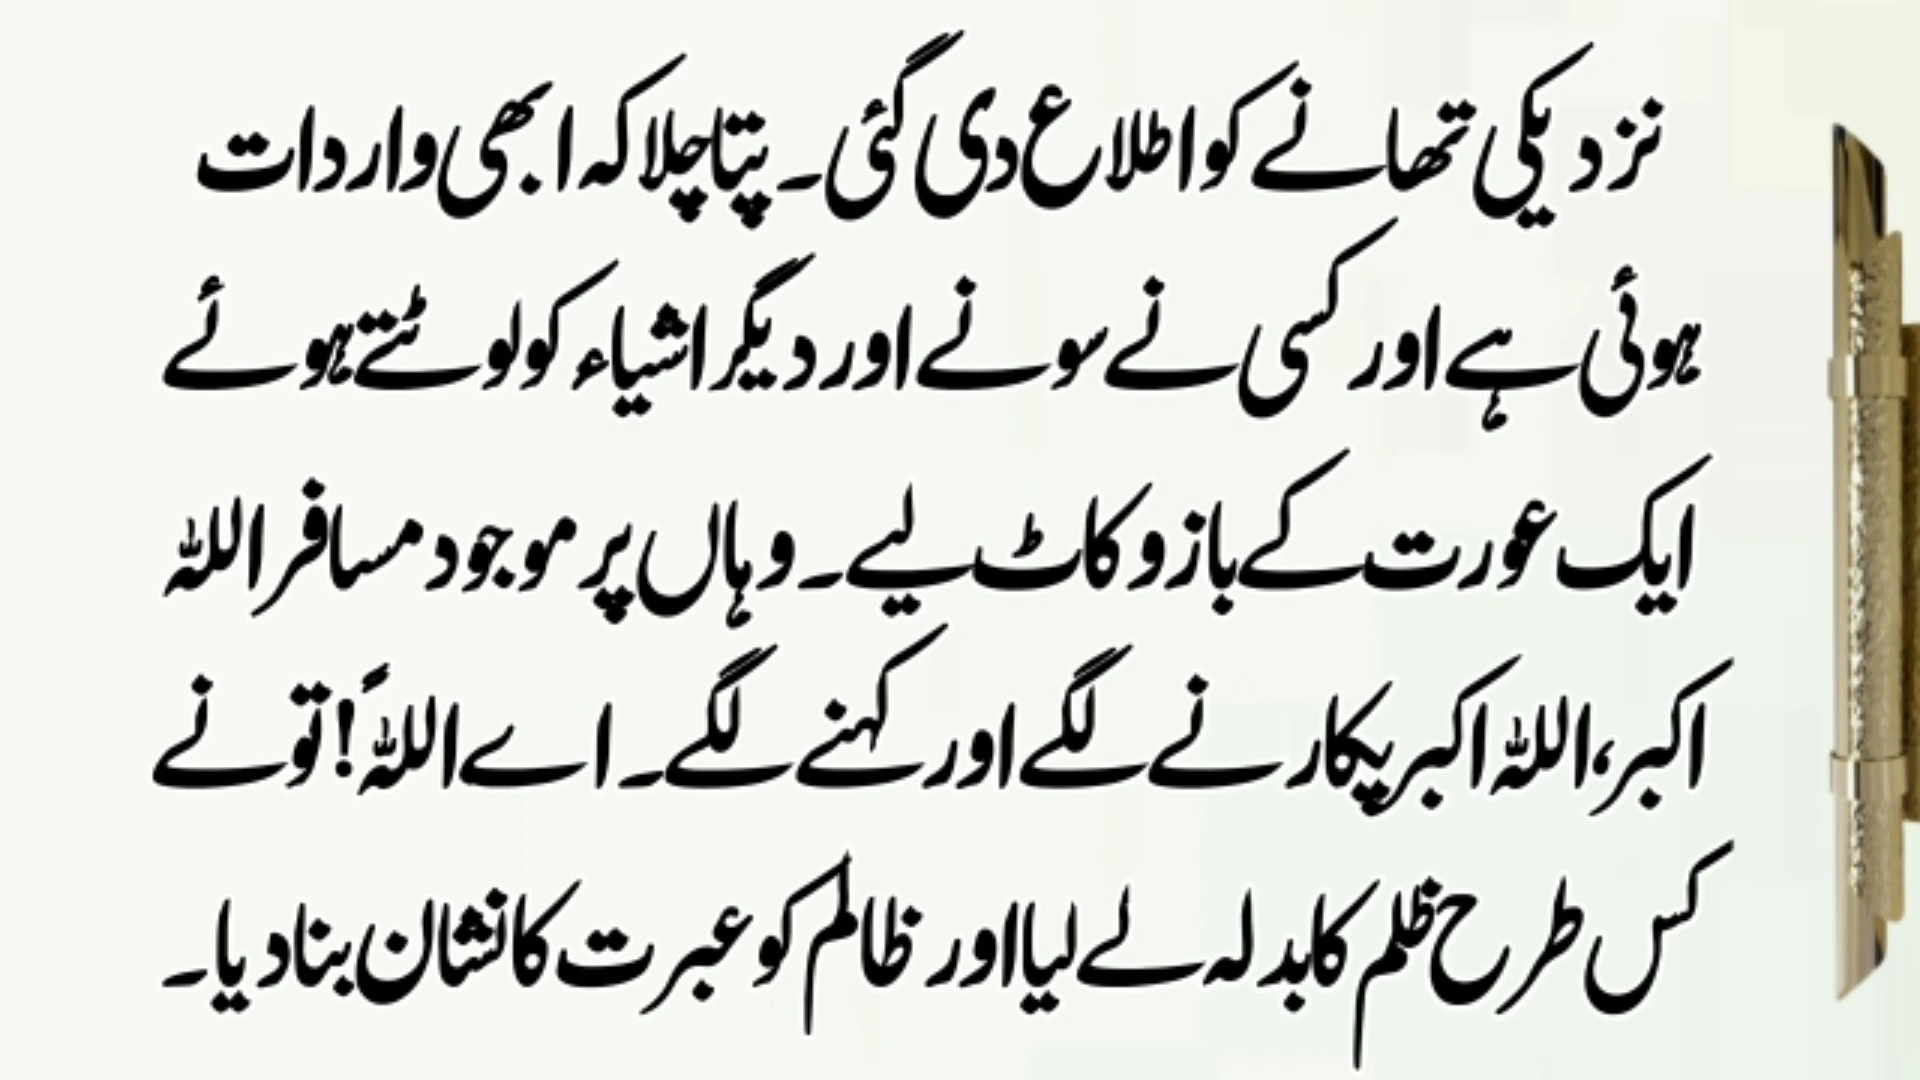 نزدیکی تھانے کو اطلاع دی گئی۔ پتا چلا کہ ابھی واردات
ہوئی ہے اور کسی نے سونے اور دیگر اشیاء کو لوٹتے ہوئے
ایک عورت کے بازو کاٹ لیے۔ وہاں پر موجود مسافر اللہ
اکبر، اللہ اکبر پکارنے لگے اور کہنے لگے۔ اے اللہً! تو نے
کس طرح ظلم کا بدلہ لے لیا اور ظالم کو عبرت کا نشان بنا دیا۔